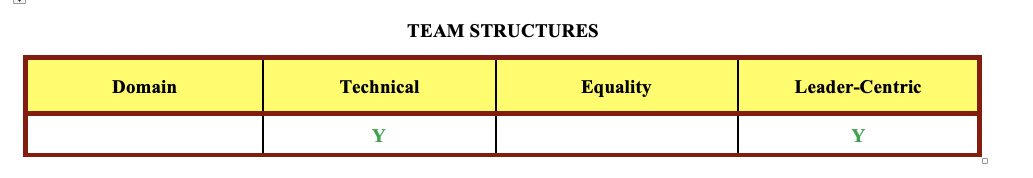 TEAM STRUCTURES
Domain Technical Equality Leader-Centric
Y Y